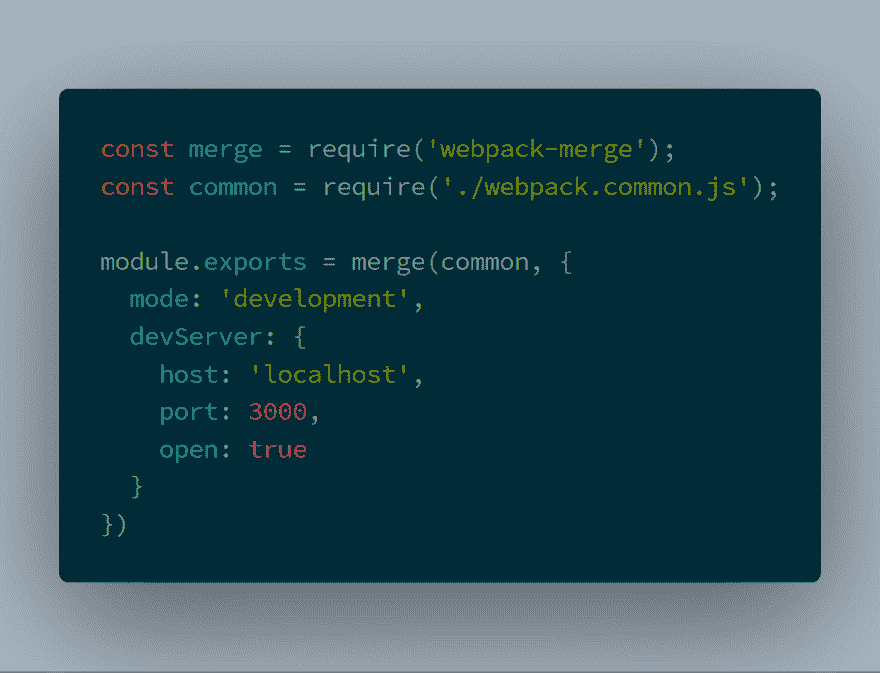 const merge = require('webpack-merge');
const common = require('./webpack.common.js');
module.exports = merge(common, {
  mode: 'development',
  devServer: {
    host: 'localhost',
    port: 3000,
    open: true
  }
})